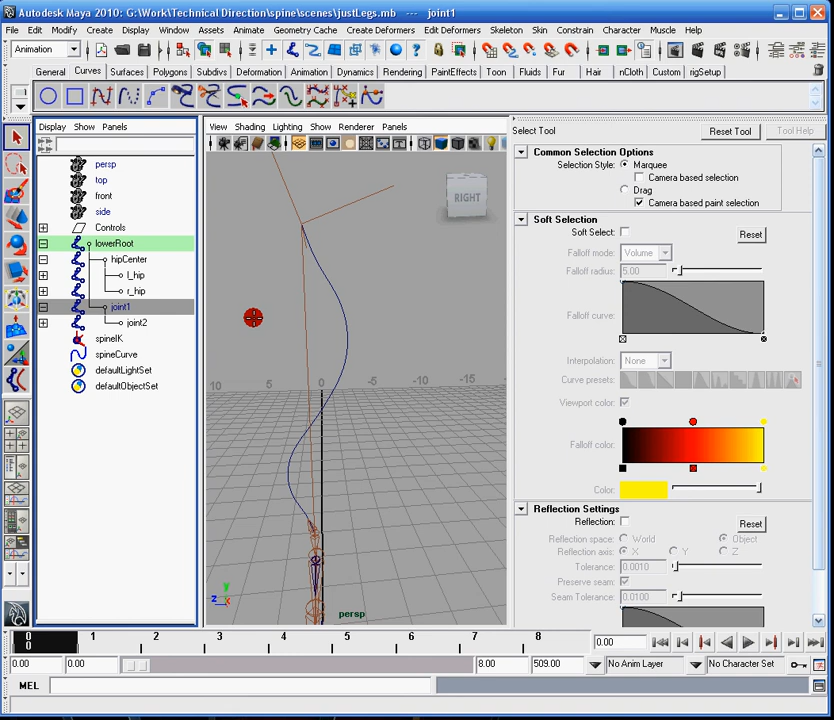 Autodesk Maya 2010: G:\Work\Technical Direction\spine\scenes\justLegs.mb --- joint1
File Edit Modify Create Display Window Assets Animate Geometry Cache Create Deformers Edit Deformers Skeleton Skin Constrain Character Muscle Help
Animation
General Curves Surfaces Polygons Subdivs Deformation Animation Dynamics Rendering PaintEffects Toon Fluids Fur Hair nCloth Custom rigSetup
Display Show Panels
View Shading Lighting Show Renderer Panels
Select Tool
Reset Tool
Tool Help
persp
top
front
side
Controls
lowerRoot
hipCenter
l_hip
r_hip
joint1
joint2
spineIK
spineCurve
defaultLightSet
defaultObjectSet
RIGHT
10 5 0 -5 -10 -15
y
z x
persp
Common Selection Options
Selection Style: Marquee
Camera based selection
Drag
Camera based paint selection
Soft Selection
Soft Select: Reset
Falloff mode: Volume
Falloff radius: 5.00
Falloff curve:
Interpolation: None
Curve presets:
Viewport color:
Falloff color:
Color:
Reflection Settings
Reflection: Reset
Reflection space: World Object
Reflection axis: X Y Z
Tolerance: 0.0010
Preserve seam:
Seam Tolerance: 0.0100
0 1 2 3 4 5 6 7 8
0
0.00
0.00 0.00 8.00 509.00 No Anim Layer No Character Set
MEL